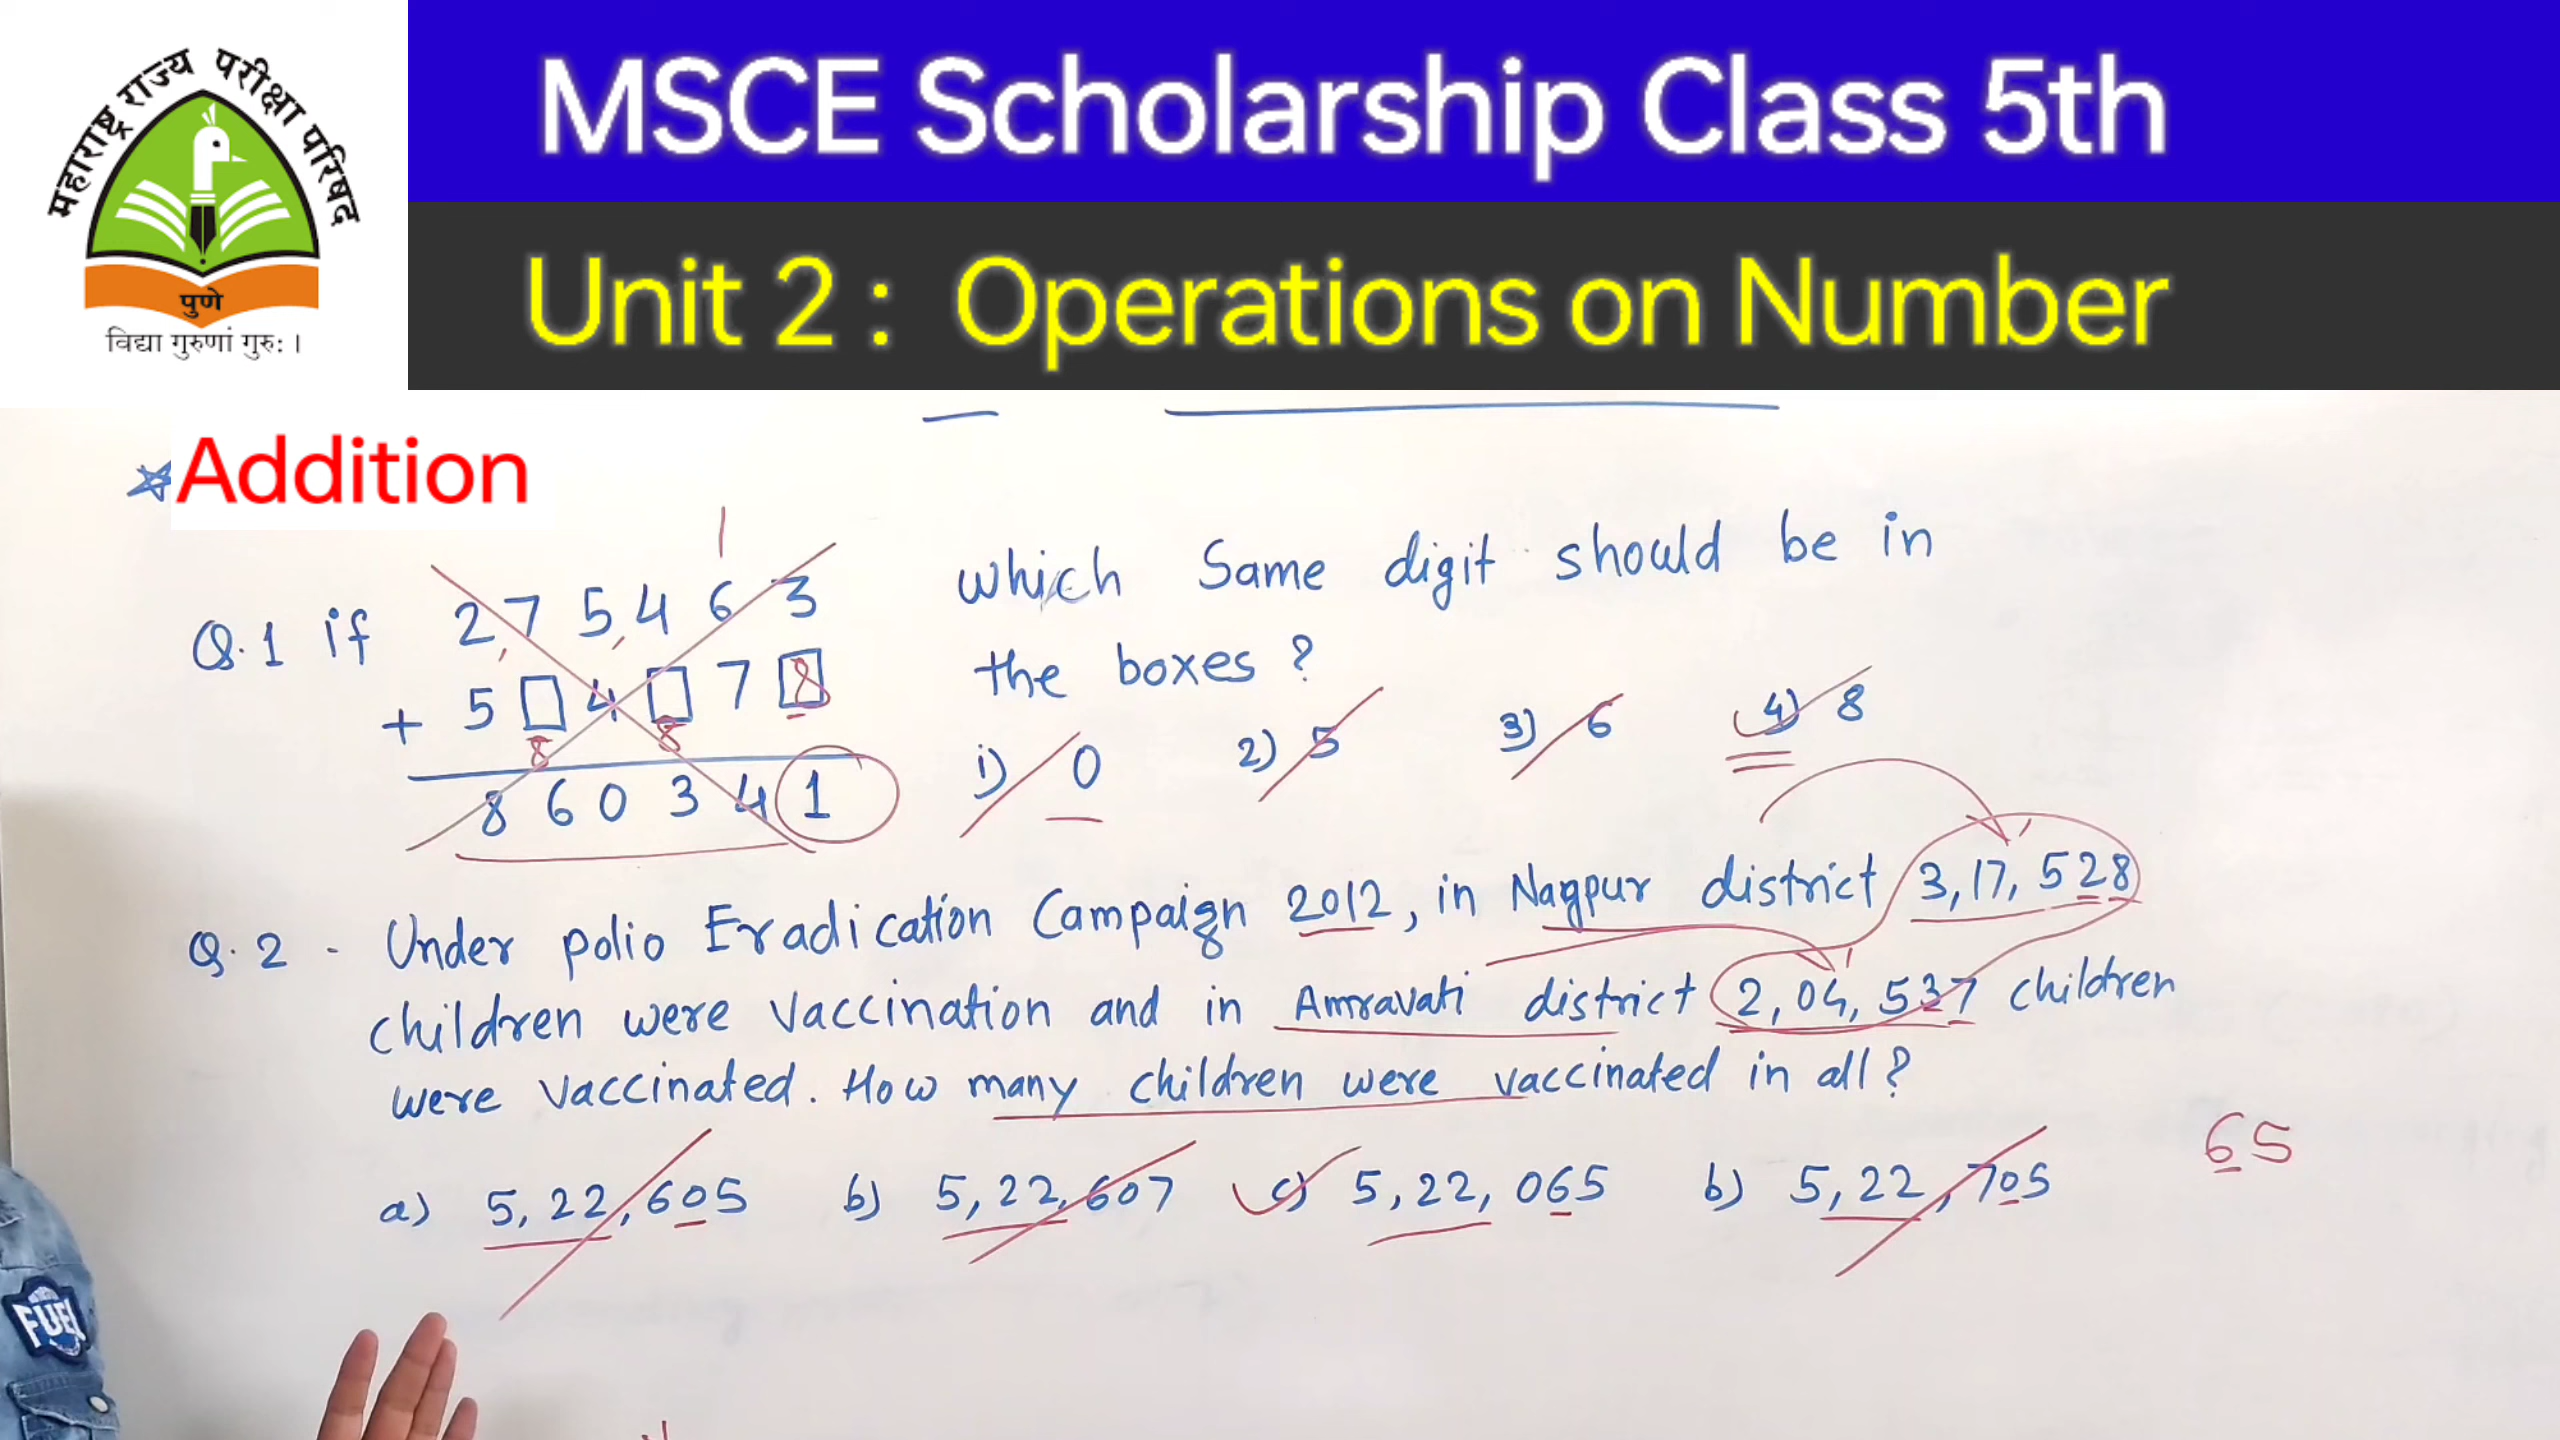 महाराष्ट्र राज्य परीक्षा परिषद
पुणे
विद्या गुरुणां गुरुः ।
MSCE Scholarship Class 5th
Unit 2 : Operations on Number
Addition
1
Q.1 if 2 7 5 4 6 3 which Same digit should be in
+ 5 □ 4 □ 7 8 the boxes ?
8 8
8 6 0 3 4 1
1) 0 2) 5 3) 6 4) 8
Q.2 - Under polio Eradication Campaign 2012, in Nagpur district 3,17,528
children were vaccination and in Amravati district 2,04,537 children
were vaccinated. How many children were vaccinated in all?
65
a) 5,22,605 b) 5,22,607 c) 5,22,065 b) 5,22,705
FUEL